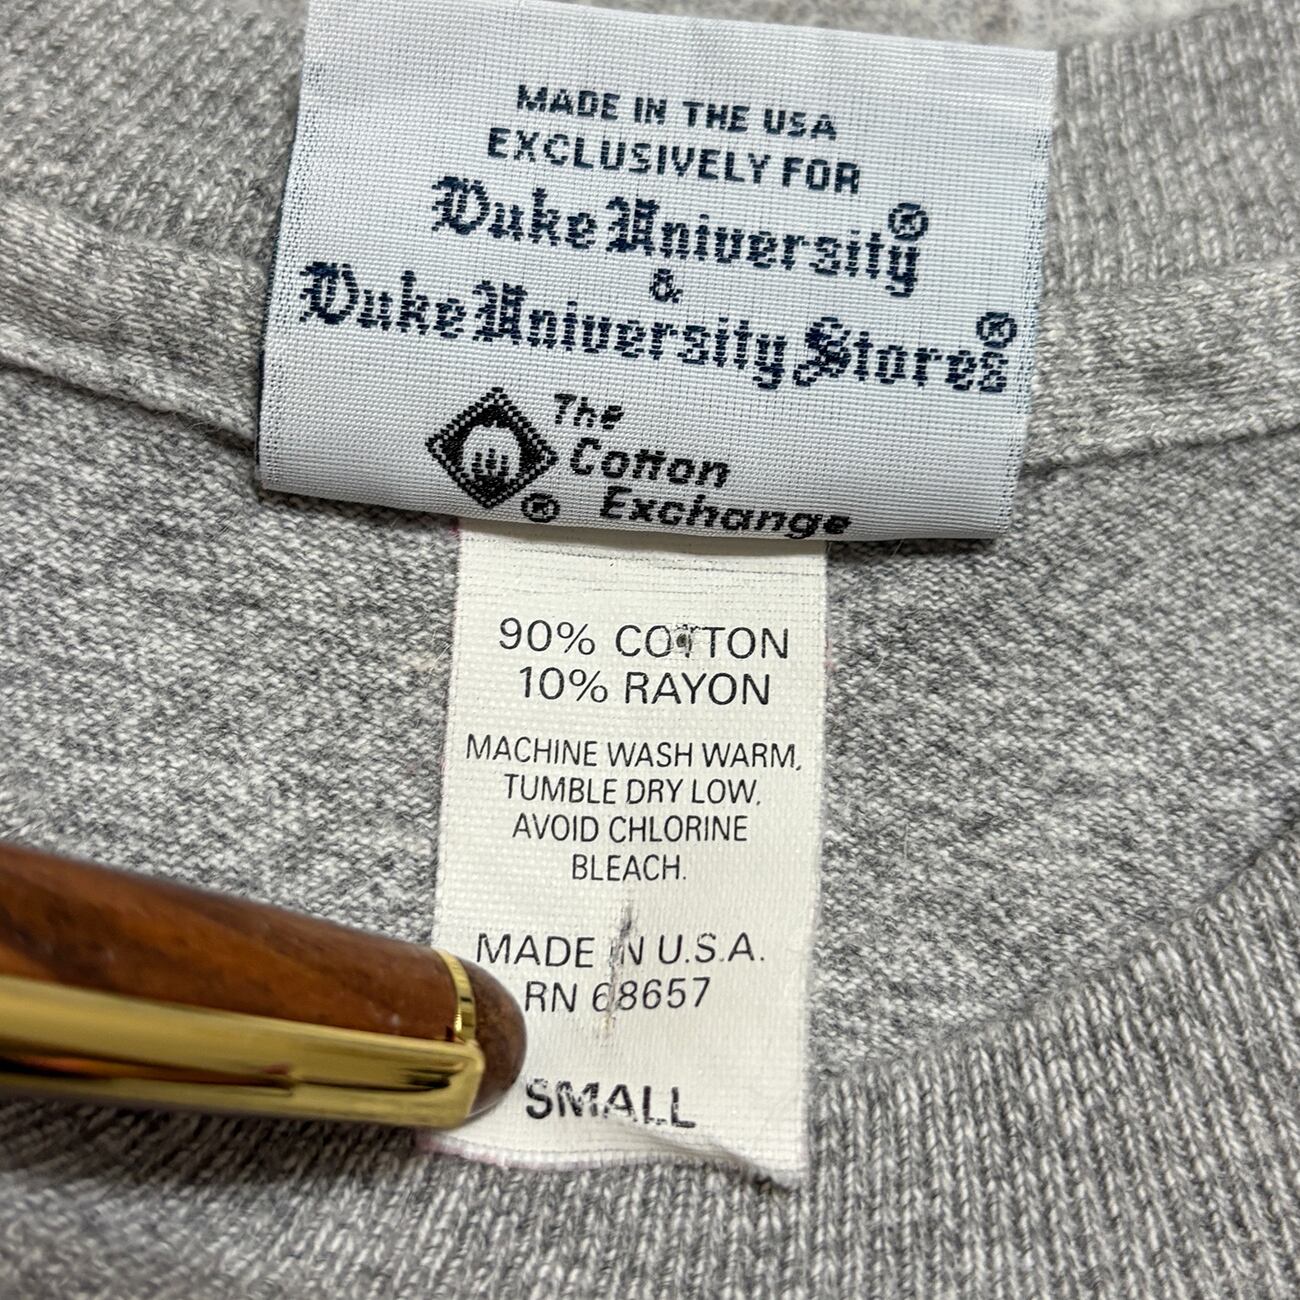 MADE IN THE USA
EXCLUSIVELY FOR
Duke University®
&
Duke University Stores®
The
Cotton
® Exchange
90% COTTON
10% RAYON
MACHINE WASH WARM,
TUMBLE DRY LOW.
AVOID CHLORINE
BLEACH.
MADE IN U.S.A.
RN 68657
SMALL